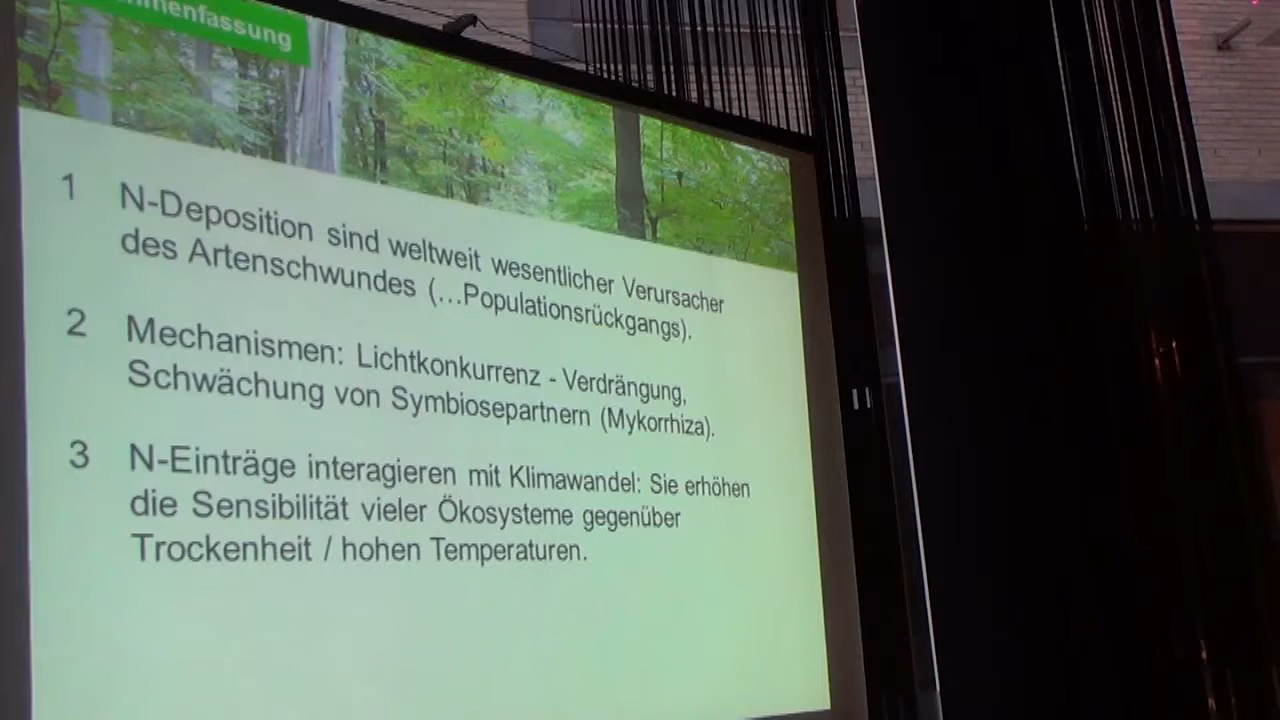 mmenfassung
1 N-Deposition sind weltweit wesentlicher Verursacher
des Artenschwundes (...Populationsrückgangs).
2 Mechanismen: Lichtkonkurrenz - Verdrängung,
Schwächung von Symbiosepartnern (Mykorrhiza).
3 N-Einträge interagieren mit Klimawandel: Sie erhöhen
die Sensibilität vieler Ökosysteme gegenüber
Trockenheit / hohen Temperaturen.